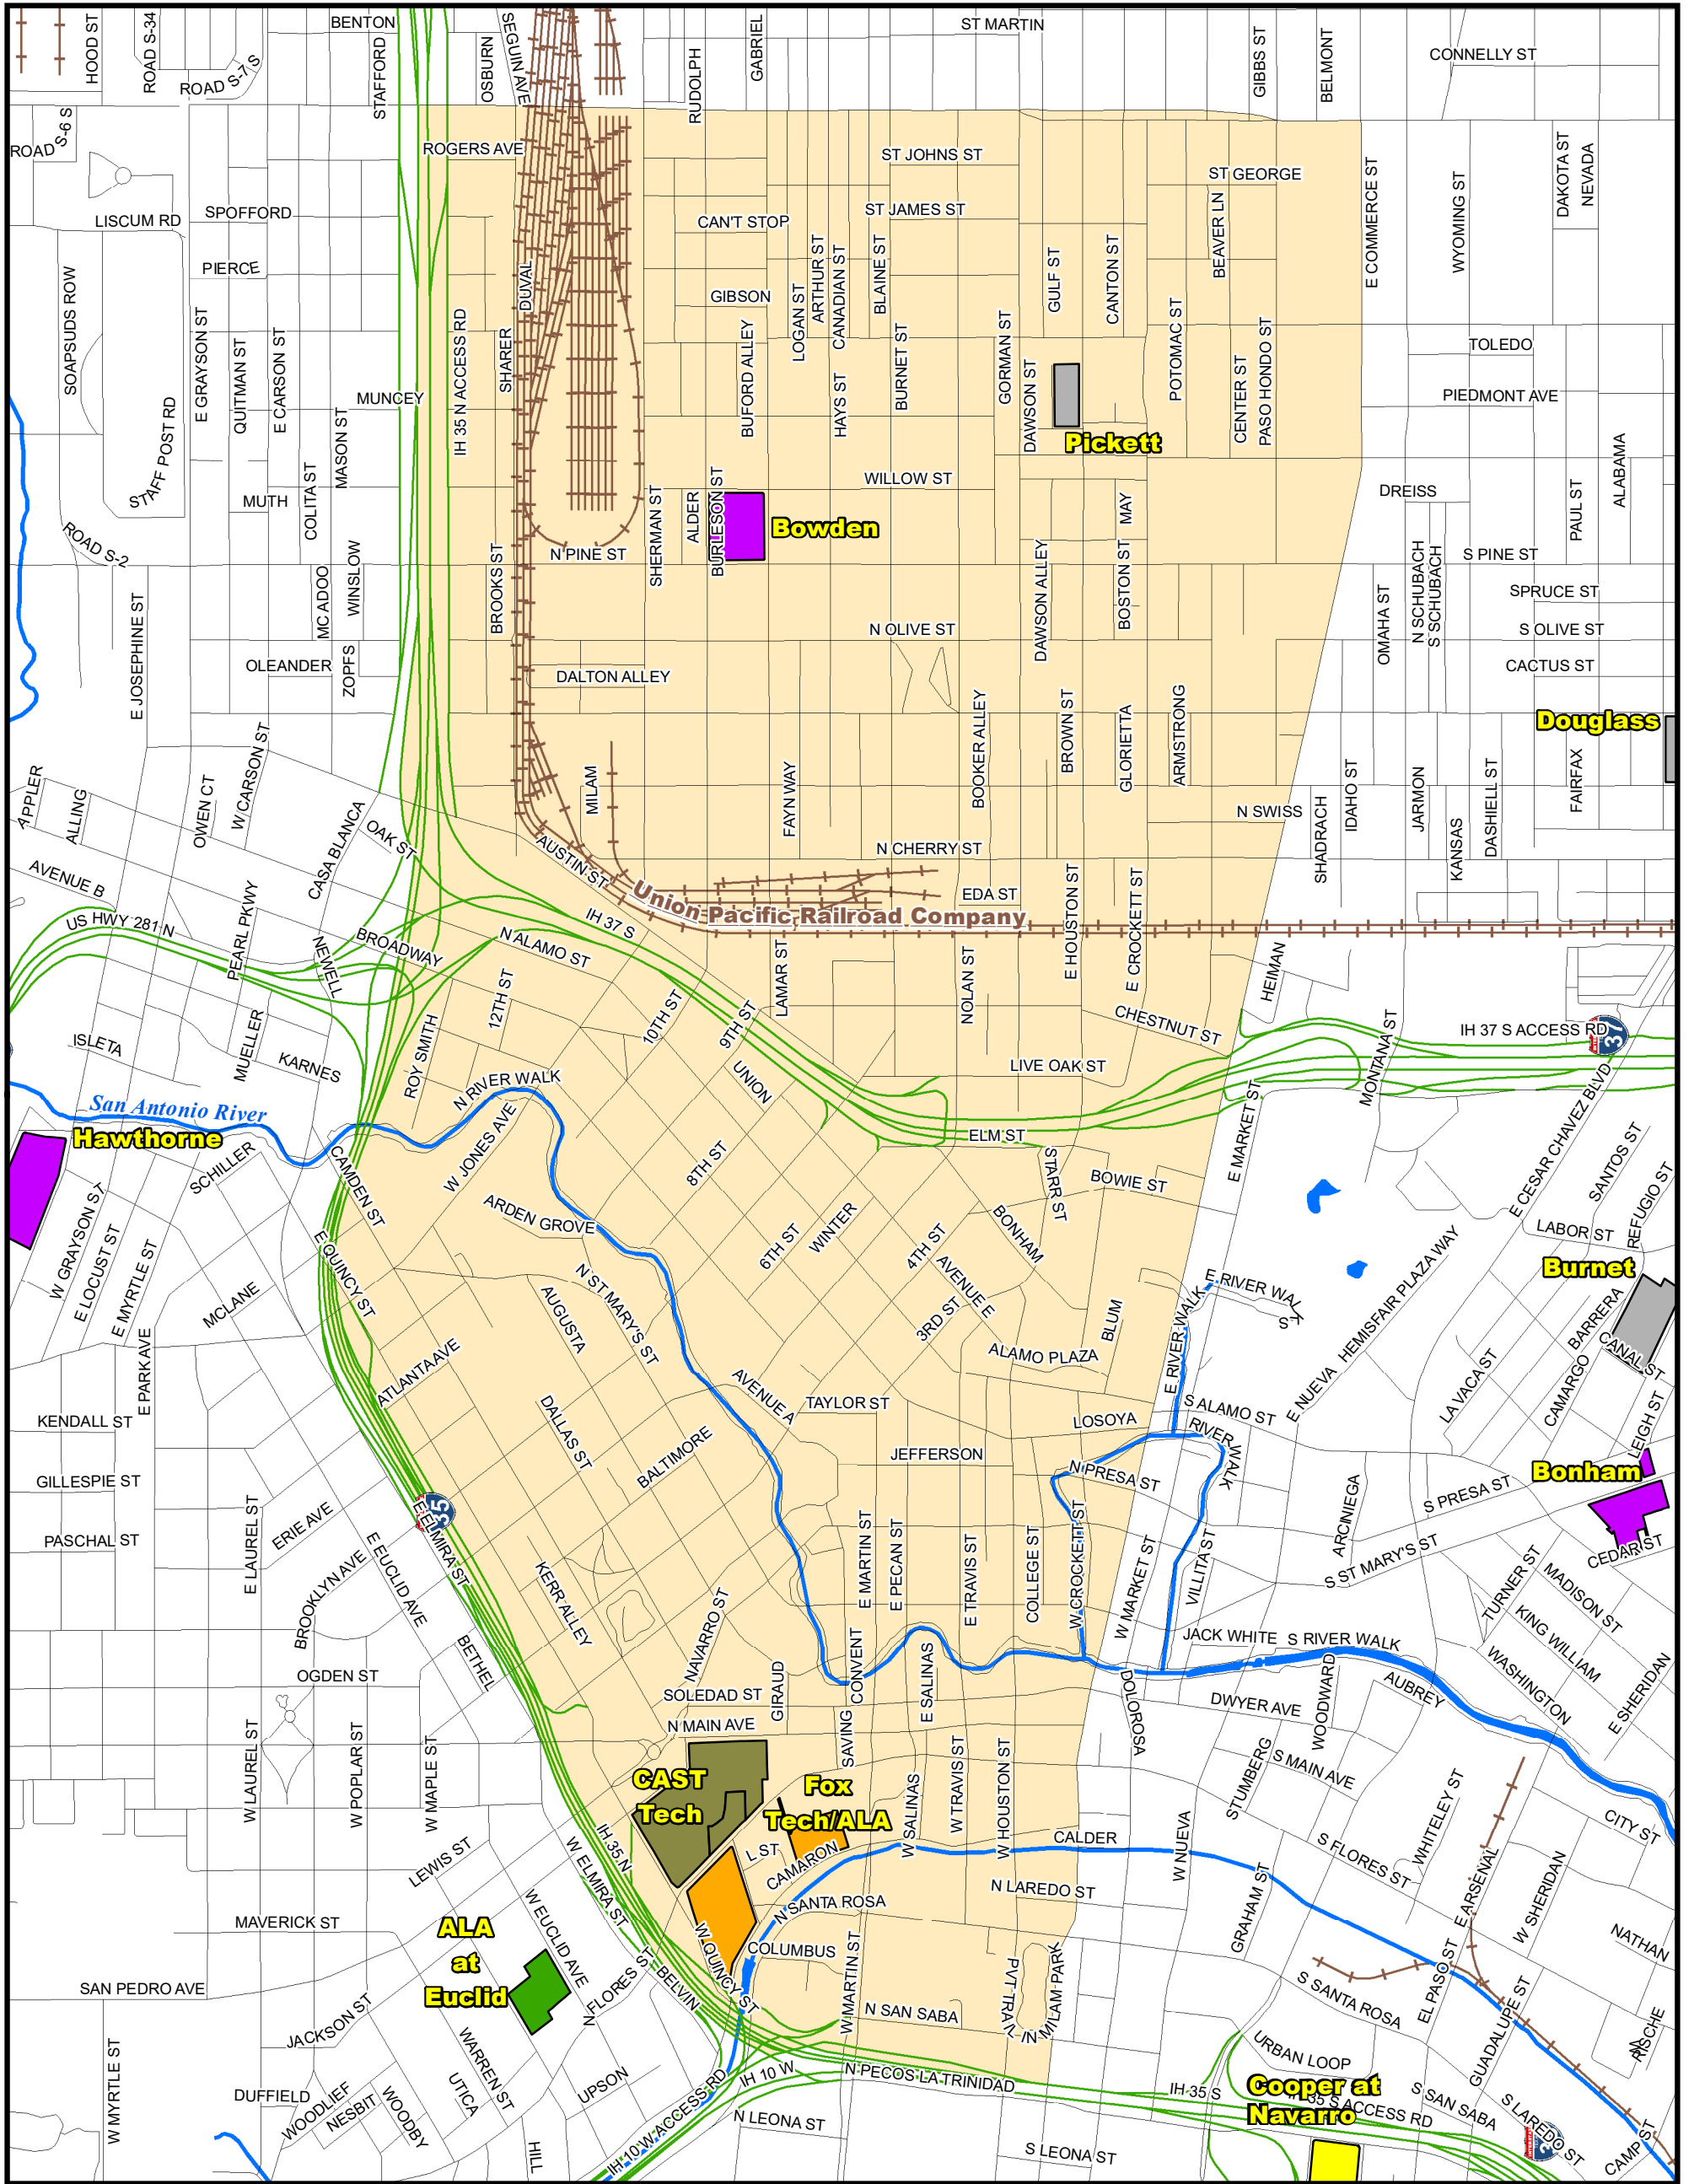 BENTON
ST MARTIN
HOOD ST
ROAD S-34
STAFFORD
OSBURN
SEGUIN AVE
RUDOLPH
GABRIEL
GIBBS ST
BELMONT
CONNELLY ST
ROAD S-7 S
ROAD S-6 S
ROGERS AVE
ST JOHNS ST
ST GEORGE
E COMMERCE ST
WYOMING ST
DAKOTA ST
NEVADA
LISCUM RD
SPOFFORD
CAN'T STOP
ST JAMES ST
BEAVER LN
PIERCE
DUVAL
GIBSON
LOGAN ST
ARTHUR ST
CANADIAN ST
BLAINE ST
GULF ST
CANTON ST
SOAPSUDS ROW
E GRAYSON ST
QUITMAN ST
E CARSON ST
IH 35 N ACCESS RD
SHARER
BUFORD ALLEY
BURNET ST
GORMAN ST
POTOMAC ST
CENTER ST
PASO HONDO ST
TOLEDO
MUNCEY
HAYS ST
DAWSON ST
PIEDMONT AVE
STAFF POST RD
MASON ST
Pickett
ALABAMA
MUTH
COLITA ST
WILLOW ST
DREISS
PAUL ST
SHERMAN ST
ALDER
BURLESON ST
Bowden
MAY
ROAD S-2
N PINE ST
S PINE ST
BROOKS ST
MC ADOO
WINSLOW
DAWSON ALLEY
BOSTON ST
OMAHA ST
N SCHUBACH
S SCHUBACH
SPRUCE ST
E JOSEPHINE ST
N OLIVE ST
S OLIVE ST
OLEANDER
ZOPFS
DALTON ALLEY
CACTUS ST
Douglass
BOOKER ALLEY
BROWN ST
GLORIETTA
ARMSTRONG
APPLER
ALLING
OWEN CT
W CARSON ST
MILAM
FAYN WAY
N SWISS
SHADRACH
IDAHO ST
JARMON
KANSAS
DASHIELL ST
FAIRFAX
CASA BLANCA
OAK ST
AUSTIN ST
N CHERRY ST
AVENUE B
EDA ST
Union Pacific Railroad Company
E HOUSTON ST
E CROCKETT ST
US HWY 281 N
PEARL PKWY
NEWELL
BROADWAY
N ALAMO ST
IH 37 S
LAMAR ST
NOLAN ST
HEIMAN
12TH ST
10TH ST
9TH ST
CHESTNUT ST
IH 37 S ACCESS RD
37
ISLETA
MUELLER
KARNES
ROY SMITH
N RIVER WALK
UNION
LIVE OAK ST
MONTANA ST
San Antonio River
Hawthorne
ELM ST
E MARKET ST
E CESAR CHAVEZ BLVD
SANTOS ST
SCHILLER
CAMDEN ST
W JONES AVE
8TH ST
STARR ST
BOWIE ST
REFUGIO ST
W GRAYSON ST
E LOCUST ST
E MYRTLE ST
ARDEN GROVE
6TH ST
WINTER
4TH ST
BONHAM
LABOR ST
E QUINCY ST
N ST MARY'S ST
AVENUE E
E RIVER WALK
E RIVER WALK S
HEMISFAIR PLAZA WAY
Burnet
MCLANE
AUGUSTA
3RD ST
BLUM
BARRERA
CANAL ST
E PARK AVE
ATLANTA AVE
ALAMO PLAZA
E NUEVA
LAVACA ST
CAMARGO
LEIGH ST
KENDALL ST
AVENUE A
TAYLOR ST
LOSOYA
S ALAMO ST
RIVER WALK
DALLAS ST
BALTIMORE
JEFFERSON
N PRESA ST
Bonham
GILLESPIE ST
35
E ELMIRA ST
S PRESA ST
ARCINIEGA
PASCHAL ST
E LAUREL ST
ERIE AVE
E EUCLID AVE
E MARTIN ST
E PECAN ST
E TRAVIS ST
COLLEGE ST
W CROCKETT ST
W MARKET ST
VILLITA ST
S ST MARY'S ST
CEDAR ST
TURNER ST
MADISON ST
BROOKLYN AVE
KERR ALLEY
NAVARRO ST
KING WILLIAM
BETHEL
JACK WHITE
S RIVER WALK
WASHINGTON
E SHERIDAN
OGDEN ST
SOLEDAD ST
GIRAUD
CONVENT
E SALINAS
DOLOROSA
DWYER AVE
WOODWARD
AUBREY
N MAIN AVE
SAVING
W LAUREL ST
W POPLAR ST
W MAPLE ST
CAST
Tech
Fox
Tech/ALA
W SALINAS
W TRAVIS ST
W HOUSTON ST
STUMBERG
S MAIN AVE
WHITELEY ST
CITY ST
CALDER
W NUEVA
S FLORES ST
LEWIS ST
IH 35 N
W ELMIRA ST
L ST
CAMARON
N LAREDO ST
GRAHAM ST
E ARSENAL
W SHERIDAN
MAVERICK ST
ALA
at
Euclid
W EUCLID AVE
W QUINCY ST
N SANTA ROSA
COLUMBUS
W MARTIN ST
NATHAN
SAN PEDRO AVE
N FLORES ST
BELVIN
N SAN SABA
PVT TRAVL IN MILAM PARK
S SANTA ROSA
EL PASO ST
GUADALUPE ST
JACKSON ST
W MYRTLE ST
WARREN ST
UTICA
UPSON
IH 10 W
N PECOS LA TRINIDAD
URBAN LOOP
RISCHE
DUFFIELD
WOODLIEF
NESBIT
WOODBY
IH 10 W ACCESS RD
IH 35 S
Cooper at
Navarro
IH 35 S ACCESS RD
S SAN SABA
S LAREDO ST
HILL
N LEONA ST
S LEONA ST
CAMP ST